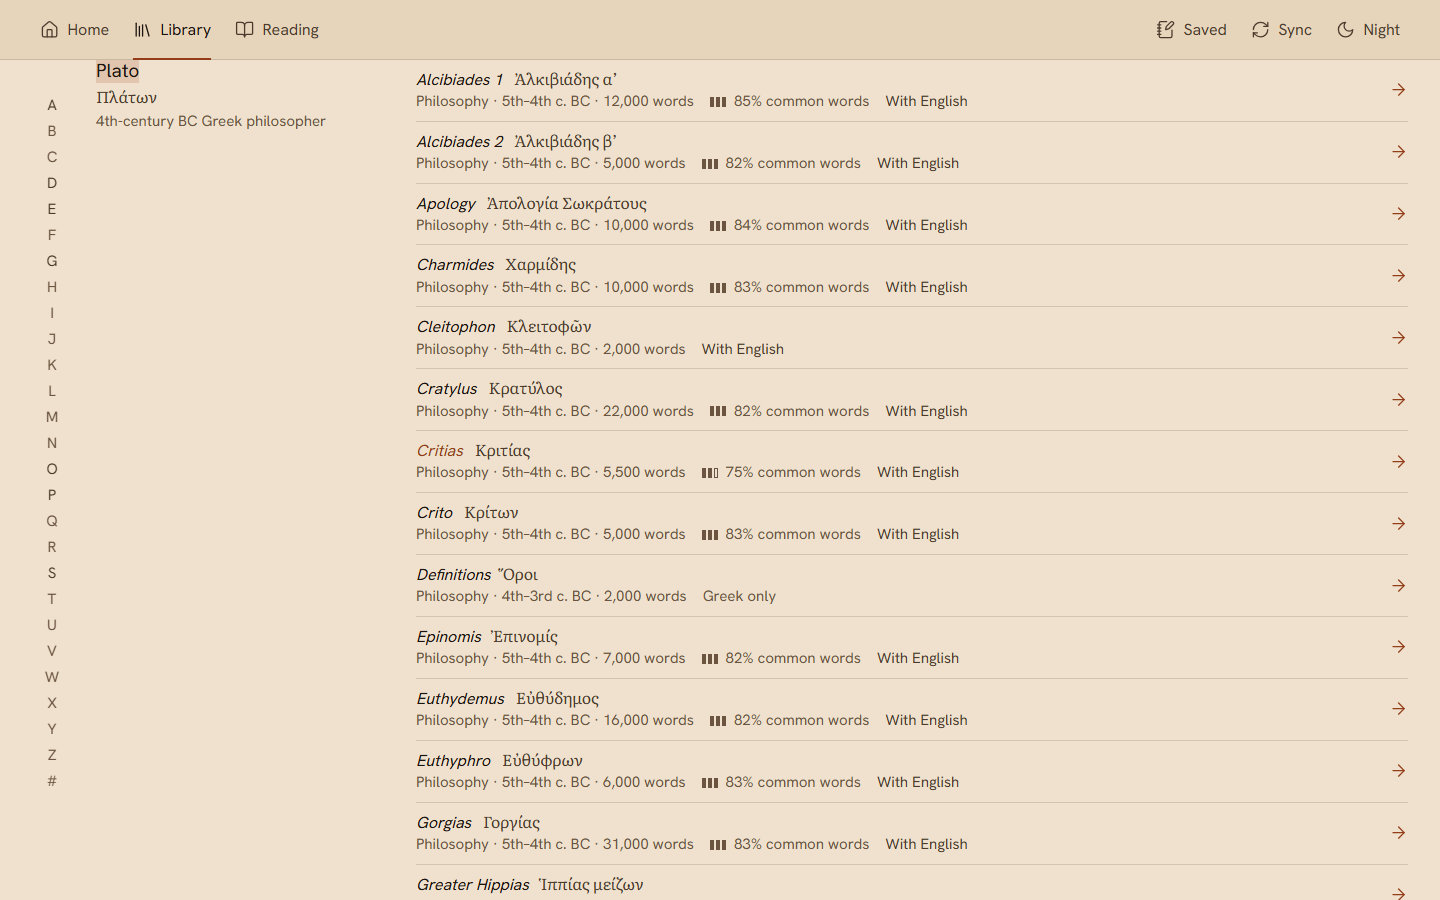 Home Library Reading Saved Sync Night
Plato
Πλάτων
4th-century BC Greek philosopher
A
B
C
D
E
F
G
H
I
J
K
L
M
N
O
P
Q
R
S
T
U
V
W
X
Y
Z
#
Alcibiades 1 Ἀλκιβιάδης αʹ
Philosophy · 5th–4th c. BC · 12,000 words 85% common words With English
Alcibiades 2 Ἀλκιβιάδης βʹ
Philosophy · 5th–4th c. BC · 5,000 words 82% common words With English
Apology Ἀπολογία Σωκράτους
Philosophy · 5th–4th c. BC · 10,000 words 84% common words With English
Charmides Χαρμίδης
Philosophy · 5th–4th c. BC · 10,000 words 83% common words With English
Cleitophon Κλειτοφῶν
Philosophy · 5th–4th c. BC · 2,000 words With English
Cratylus Κρατύλος
Philosophy · 5th–4th c. BC · 22,000 words 82% common words With English
Critias Κριτίας
Philosophy · 5th–4th c. BC · 5,500 words 75% common words With English
Crito Κρίτων
Philosophy · 5th–4th c. BC · 5,000 words 83% common words With English
Definitions Ὅροι
Philosophy · 4th–3rd c. BC · 2,000 words Greek only
Epinomis Ἐπινομίς
Philosophy · 5th–4th c. BC · 7,000 words 82% common words With English
Euthydemus Εὐθύδημος
Philosophy · 5th–4th c. BC · 16,000 words 82% common words With English
Euthyphro Εὐθύφρων
Philosophy · 5th–4th c. BC · 6,000 words 83% common words With English
Gorgias Γοργίας
Philosophy · 5th–4th c. BC · 31,000 words 83% common words With English
Greater Hippias Ἱππίας μείζων